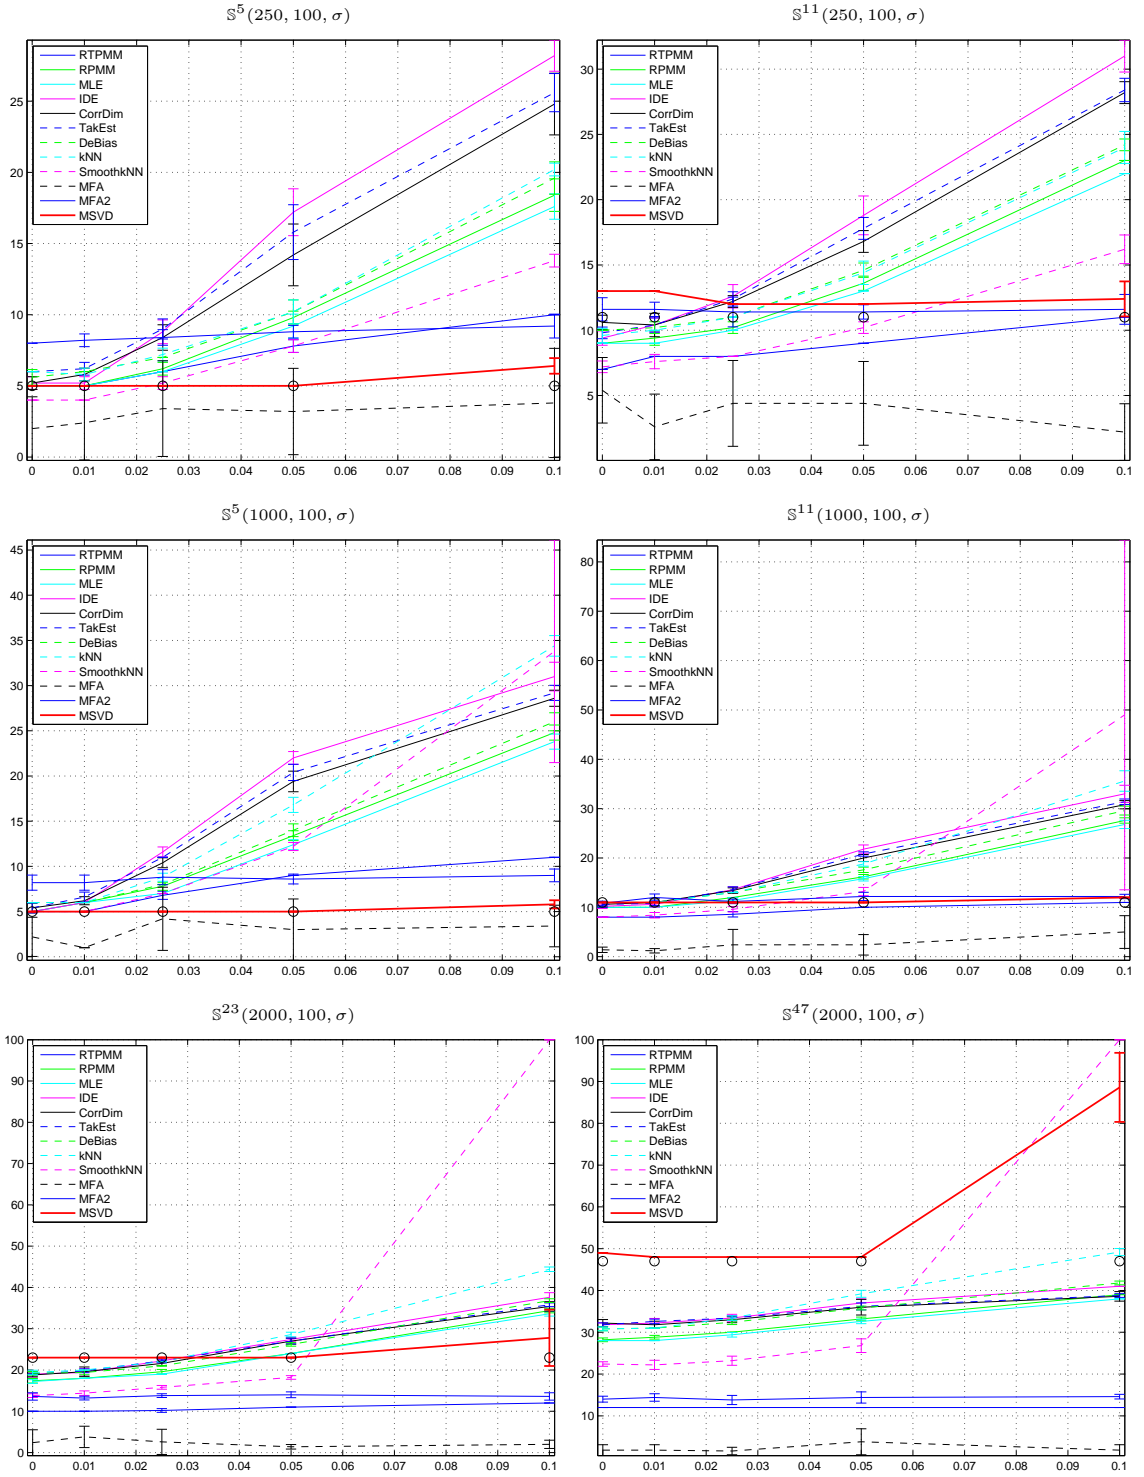 𝕊^5(250, 100, σ)
25
20
15
10
5
0
RTPMM
RPMM
MLE
IDE
CorrDim
TakEst
DeBias
kNN
SmoothkNN
MFA
MFA2
MSVD
0 0.01 0.02 0.03 0.04 0.05 0.06 0.07 0.08 0.09 0.1
𝕊^11(250, 100, σ)
30
25
20
15
10
5
RTPMM
RPMM
MLE
IDE
CorrDim
TakEst
DeBias
kNN
SmoothkNN
MFA
MFA2
MSVD
0 0.01 0.02 0.03 0.04 0.05 0.06 0.07 0.08 0.09 0.1
𝕊^5(1000, 100, σ)
45
40
35
30
25
20
15
10
5
0
RTPMM
RPMM
MLE
IDE
CorrDim
TakEst
DeBias
kNN
SmoothkNN
MFA
MFA2
MSVD
0 0.01 0.02 0.03 0.04 0.05 0.06 0.07 0.08 0.09 0.1
𝕊^11(1000, 100, σ)
80
70
60
50
40
30
20
10
0
RTPMM
RPMM
MLE
IDE
CorrDim
TakEst
DeBias
kNN
SmoothkNN
MFA
MFA2
MSVD
0 0.01 0.02 0.03 0.04 0.05 0.06 0.07 0.08 0.09 0.1
𝕊^23(2000, 100, σ)
100
90
80
70
60
50
40
30
20
10
0
RTPMM
RPMM
MLE
IDE
CorrDim
TakEst
DeBias
kNN
SmoothkNN
MFA
MFA2
MSVD
0 0.01 0.02 0.03 0.04 0.05 0.06 0.07 0.08 0.09 0.1
𝕊^47(2000, 100, σ)
100
90
80
70
60
50
40
30
20
10
RTPMM
RPMM
MLE
IDE
CorrDim
TakEst
DeBias
kNN
SmoothkNN
MFA
MFA2
MSVD
0 0.01 0.02 0.03 0.04 0.05 0.06 0.07 0.08 0.09 0.1